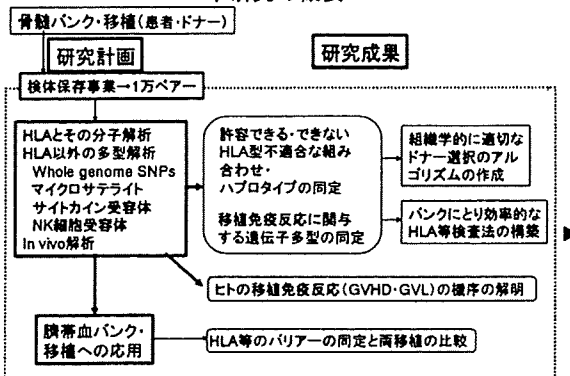 骨髄バンク・移植(患者・ドナー)
研究計画
研究成果
検体保存事業→1万ペアー
HLAとその分子解析
HLA以外の多型解析
Whole genome SNPs
マイクロサテライト
サイトカイン受容体
NK細胞受容体
In vivo解析
許容できる・できない
HLA型不適合な組み
合わせ・
ハプロタイプの同定
移植免疫反応に関与
する遺伝子多型の同定
組織学的に適切な
ドナー選択のアル
ゴリズムの作成
バンクにとり効率的な
HLA等検査法の構築
ヒトの移植免疫反応(GVHD・GVL)の機序の解明
臍帯血バンク・
移植への応用
HLA等のバリアーの同定と両移植の比較